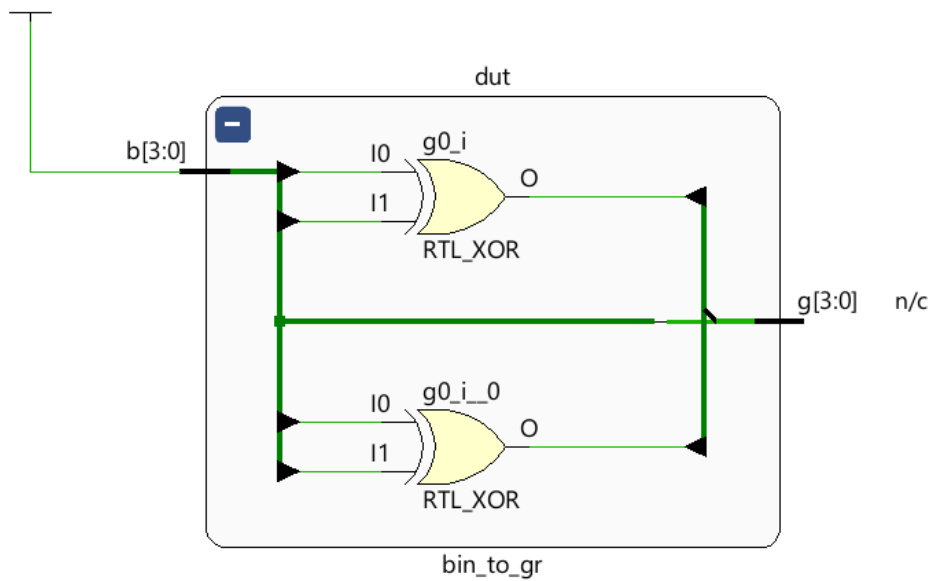 dut
b[3:0]
I0
g0_i
O
I1
RTL_XOR
g[3:0]
n/c
I0
g0_i__0
O
I1
RTL_XOR
bin_to_gr